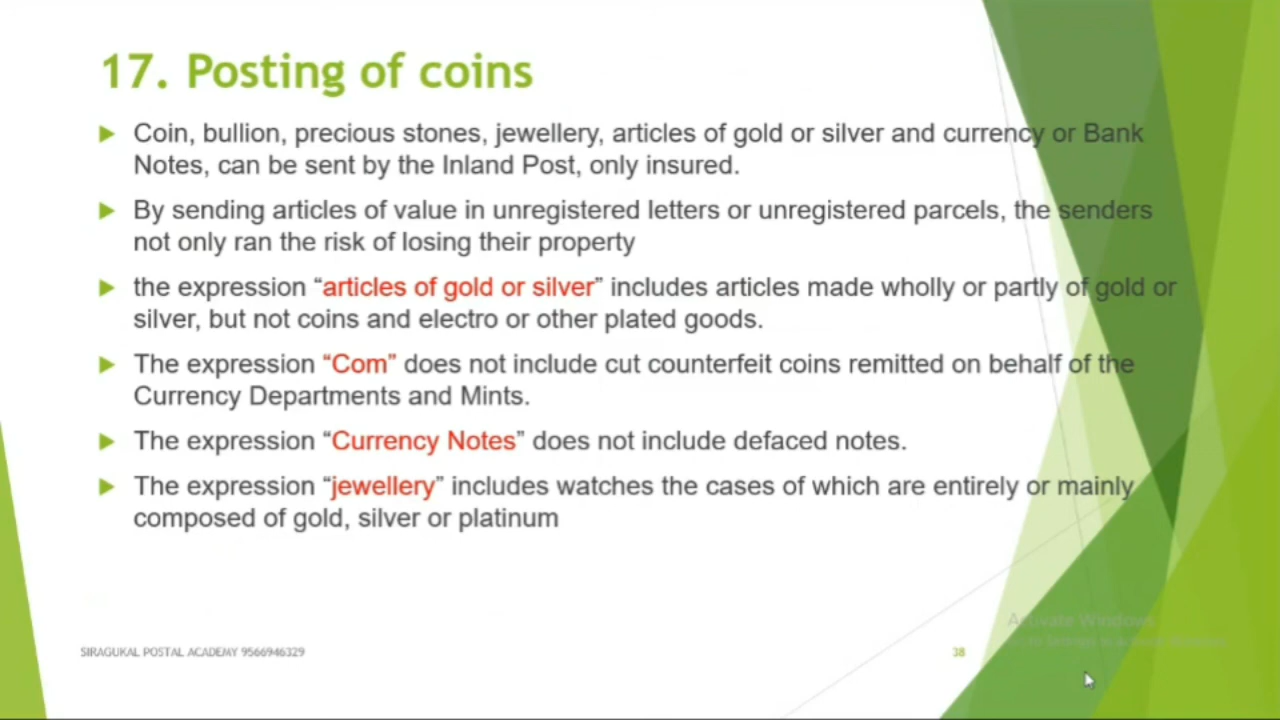 17. Posting of coins
Coin, bullion, precious stones, jewellery, articles of gold or silver and currency or Bank
Notes, can be sent by the Inland Post, only insured.
By sending articles of value in unregistered letters or unregistered parcels, the senders
not only ran the risk of losing their property
the expression “articles of gold or silver” includes articles made wholly or partly of gold or
silver, but not coins and electro or other plated goods.
The expression “Com” does not include cut counterfeit coins remitted on behalf of the
Currency Departments and Mints.
The expression “Currency Notes” does not include defaced notes.
The expression “jewellery” includes watches the cases of which are entirely or mainly
composed of gold, silver or platinum
Activate Windows
SIRAGUKAL POSTAL ACADEMY 9566946329
38